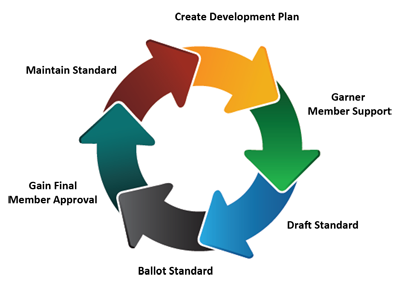 Create Development Plan
Garner
Member Support
Draft Standard
Ballot Standard
Gain Final
Member Approval
Maintain Standard